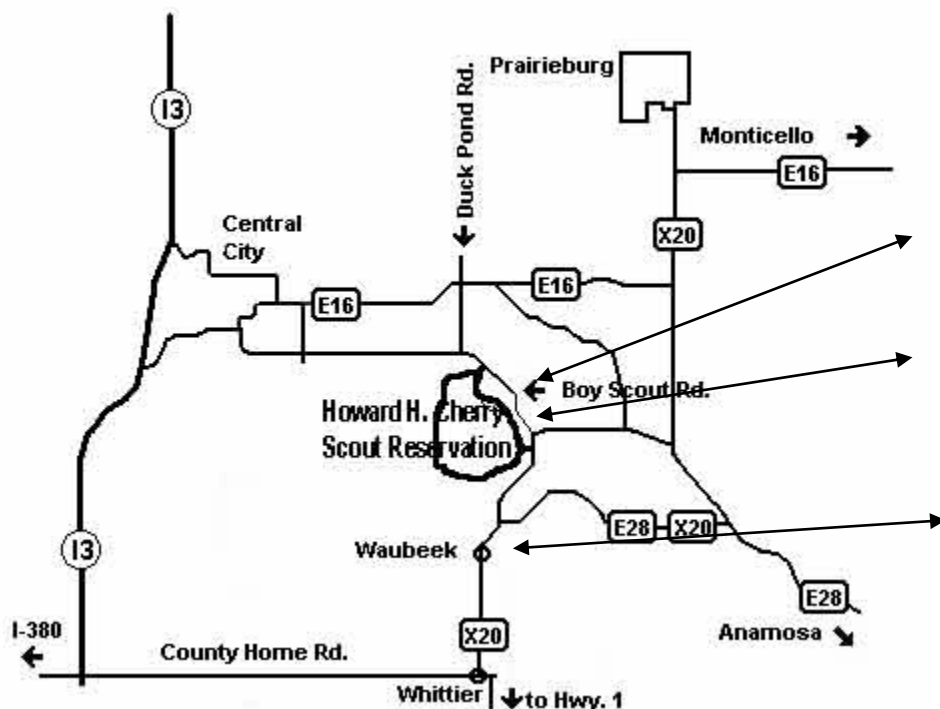 Prairieburg
13
Duck Pond Rd.
Monticello
E16
Central
City
X20
E16
E16
Boy Scout Rd.
Howard H. Cherry
Scout Reservation
13
E28
X20
Waubeek
E28
I-380
X20
Anamosa
County Home Rd.
Whittier
to Hwy. 1